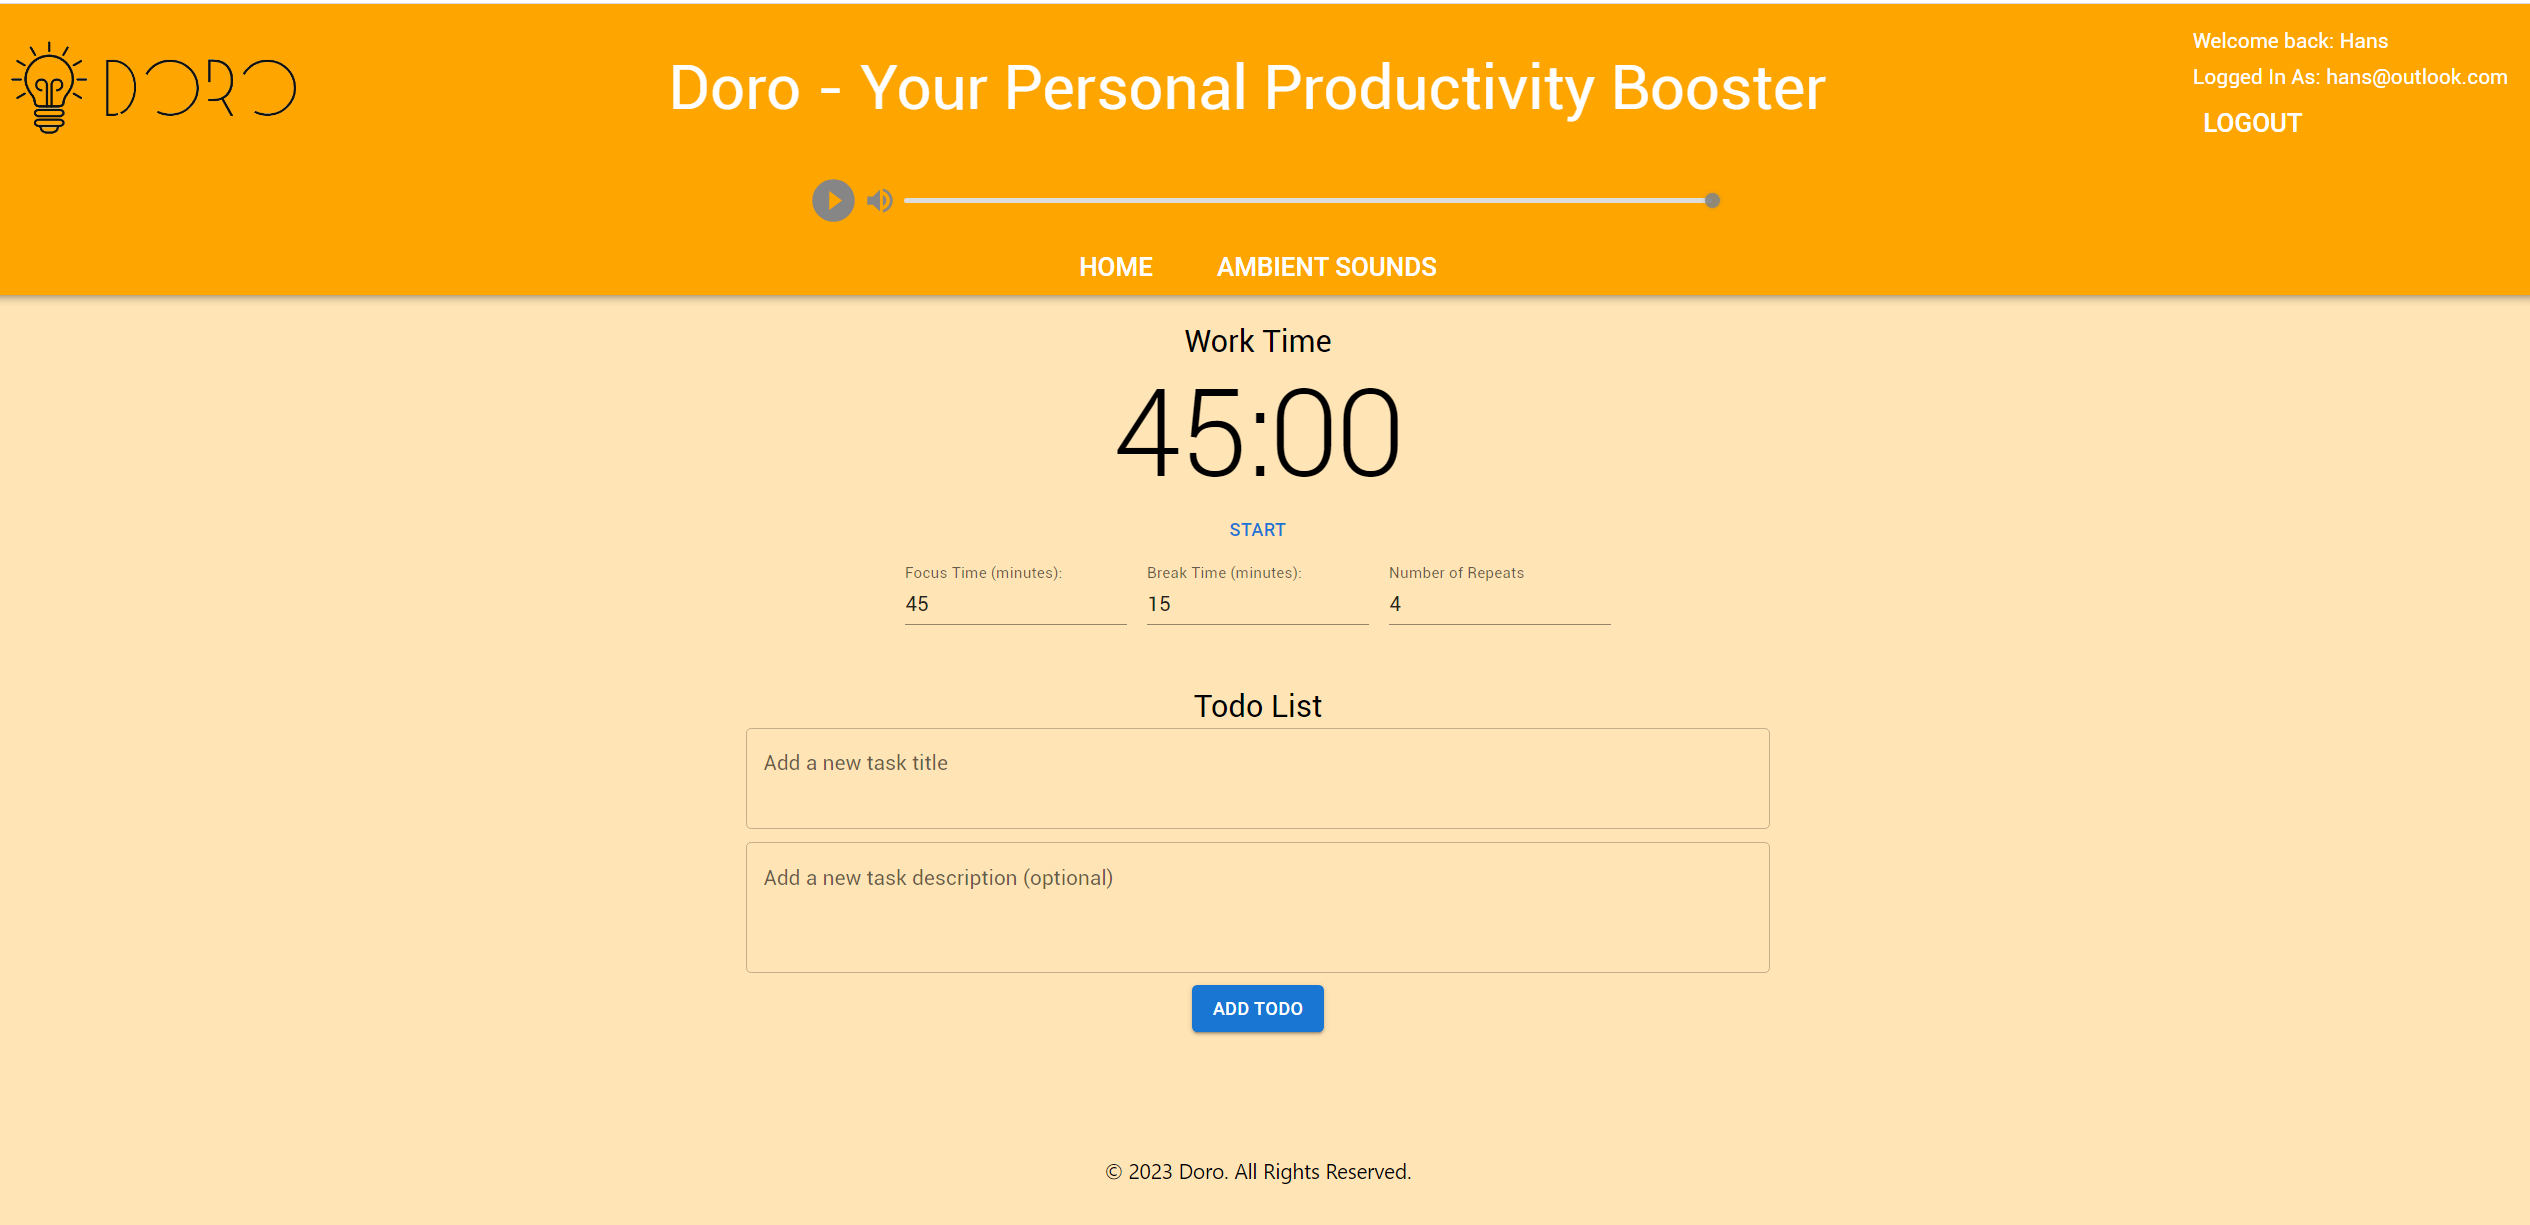 DORO
Doro - Your Personal Productivity Booster
Welcome back: Hans
Logged In As: hans@outlook.com
LOGOUT
HOME AMBIENT SOUNDS
Work Time
45:00
START
Focus Time (minutes): Break Time (minutes): Number of Repeats
45 15 4
Todo List
Add a new task title
Add a new task description (optional)
ADD TODO
© 2023 Doro. All Rights Reserved.